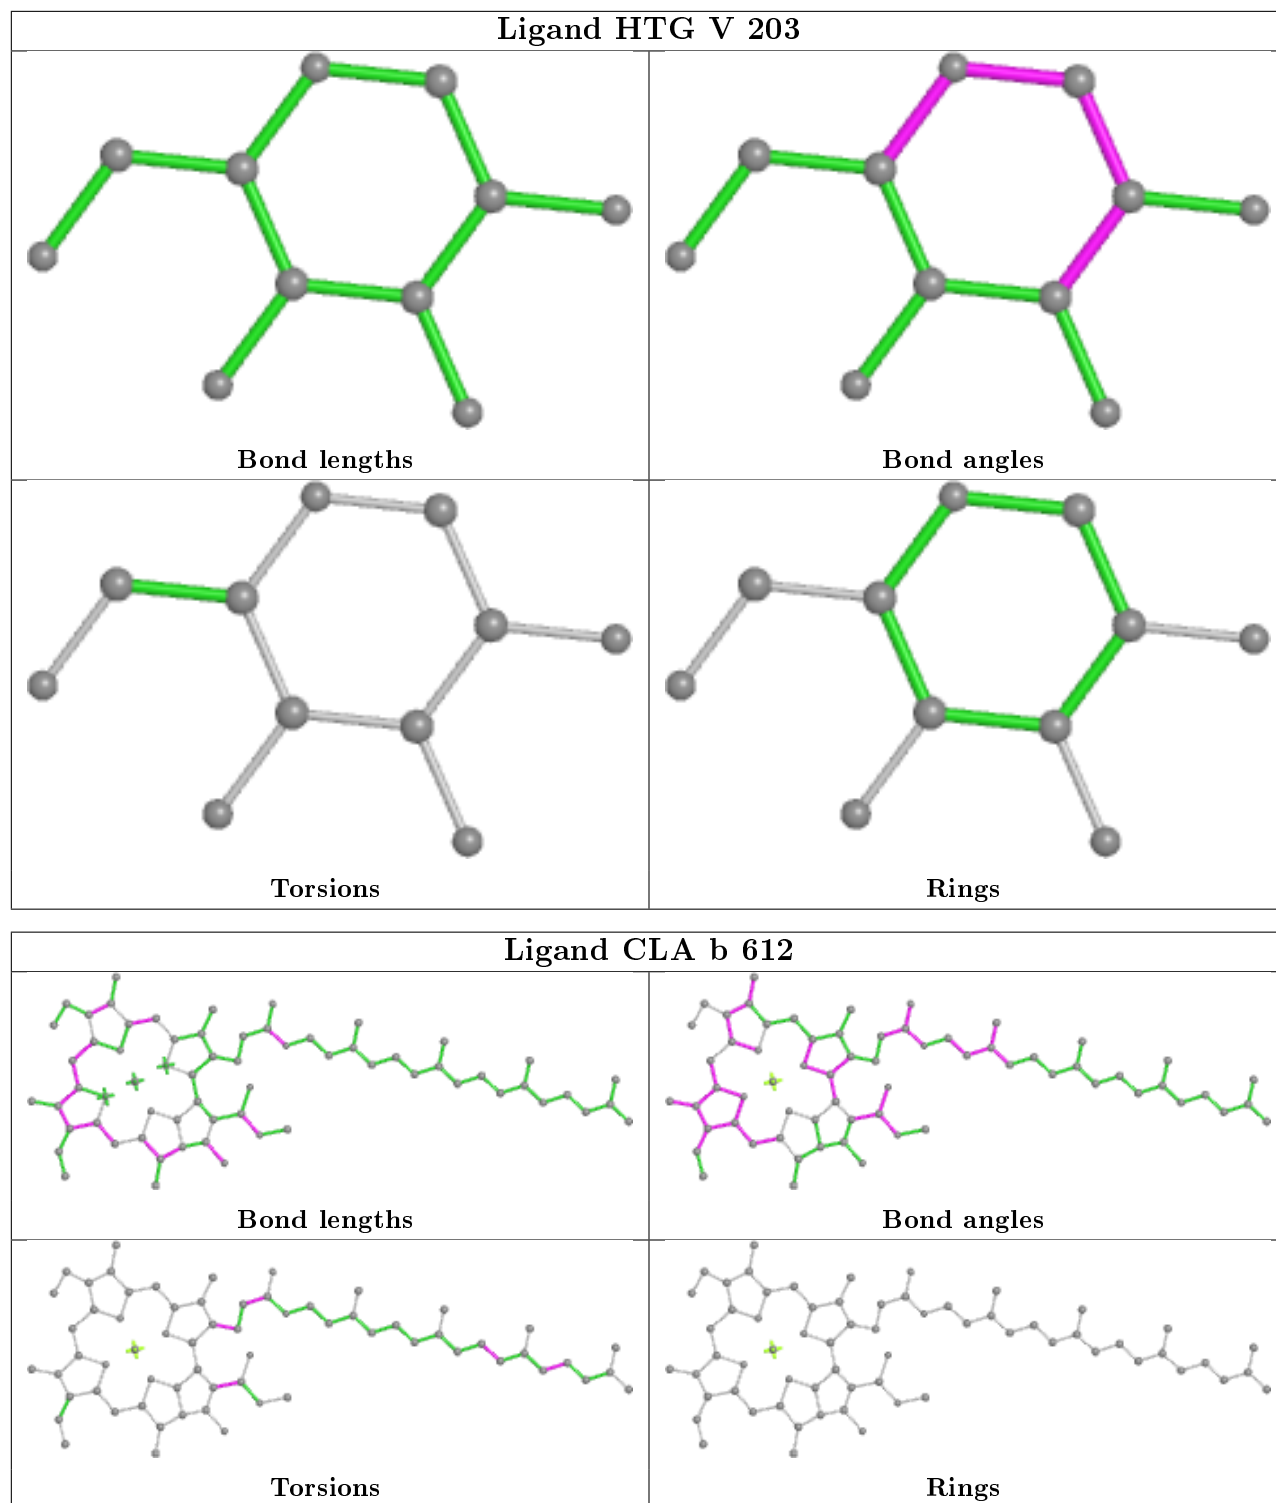 Ligand HTG V 203
Bond lengths
Bond angles
Torsions
Rings
Ligand CLA b 612
Bond lengths
Bond angles
Torsions
Rings